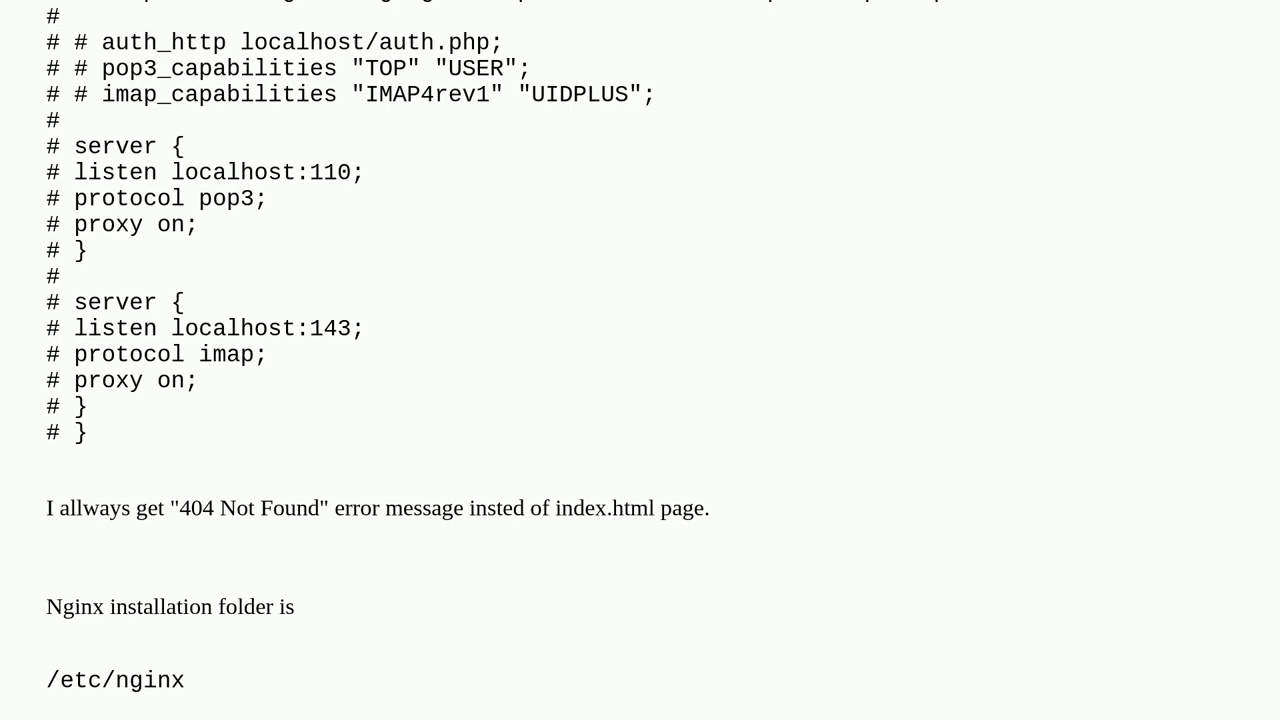 #
# # auth_http localhost/auth.php;
# # pop3_capabilities "TOP" "USER";
# # imap_capabilities "IMAP4rev1" "UIDPLUS";
#
# server {
# listen localhost:110;
# protocol pop3;
# proxy on;
# }
#
# server {
# listen localhost:143;
# protocol imap;
# proxy on;
# }
# }
I allways get "404 Not Found" error message insted of index.html page.
Nginx installation folder is
/etc/nginx